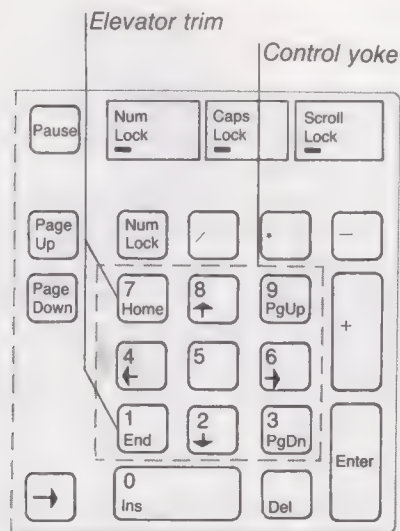 Elevator trim
Control yoke
Pause
Num
Lock
Caps
Lock
Scroll
Lock
Page
Up
Num
Lock
/
*
-
Page
Down
7
Home
8
↑
9
PgUp
+
4
←
5
6
→
1
End
2
↓
3
PgDn
Enter
→
0
Ins
Del